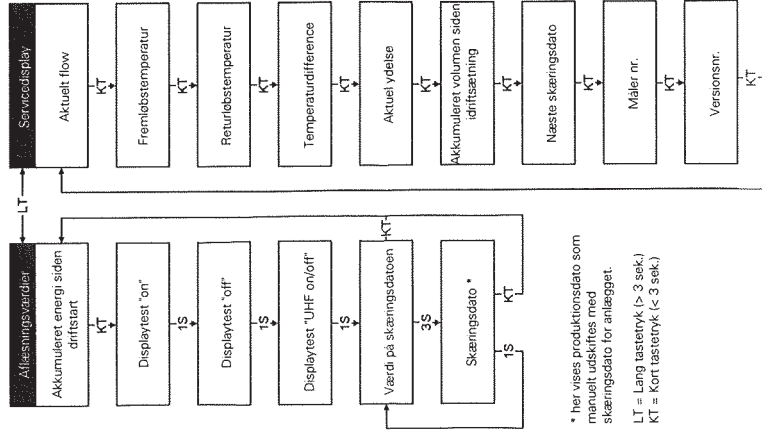 Aflæsningsværdier
Akkumuleret energi siden
driftstart
KT
Displaytest "on"
1S
Displaytest "off"
1S
Displaytest "UHF on/off"
1S
Værdi på skæringsdatoen
KT
3S
Skæringsdato *
1S
KT
LT
Servicedisplay
Aktuelt flow
KT
Fremløbstemperatur
KT
Returløbstemperatur
KT
Temperaturdifference
KT
Aktuel ydelse
KT
Akkumuleret volumen siden
idriftsætning
KT
Næste skæringsdato
KT
Måler nr.
KT
Versionsnr.
KT
* her vises produktionsdato som
manuelt udskiftes med
skæringsdato for anlægget.
LT = Lang tastetryk (> 3 sek.)
KT = Kort tastetryk (< 3 sek.)